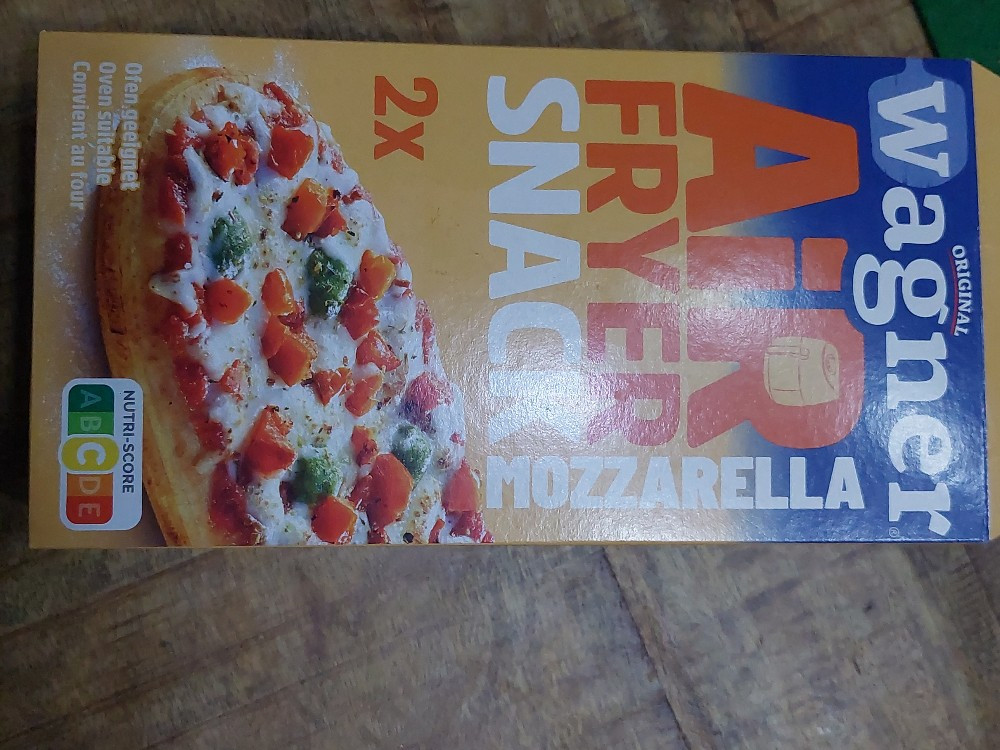 ORIGINAL
wagner®
AiR
FRYER
SNACK
MOZZARELLA
2x
Ofen geeignet
Oven suitable
Convient au four
NUTRI-SCORE
A B C D E